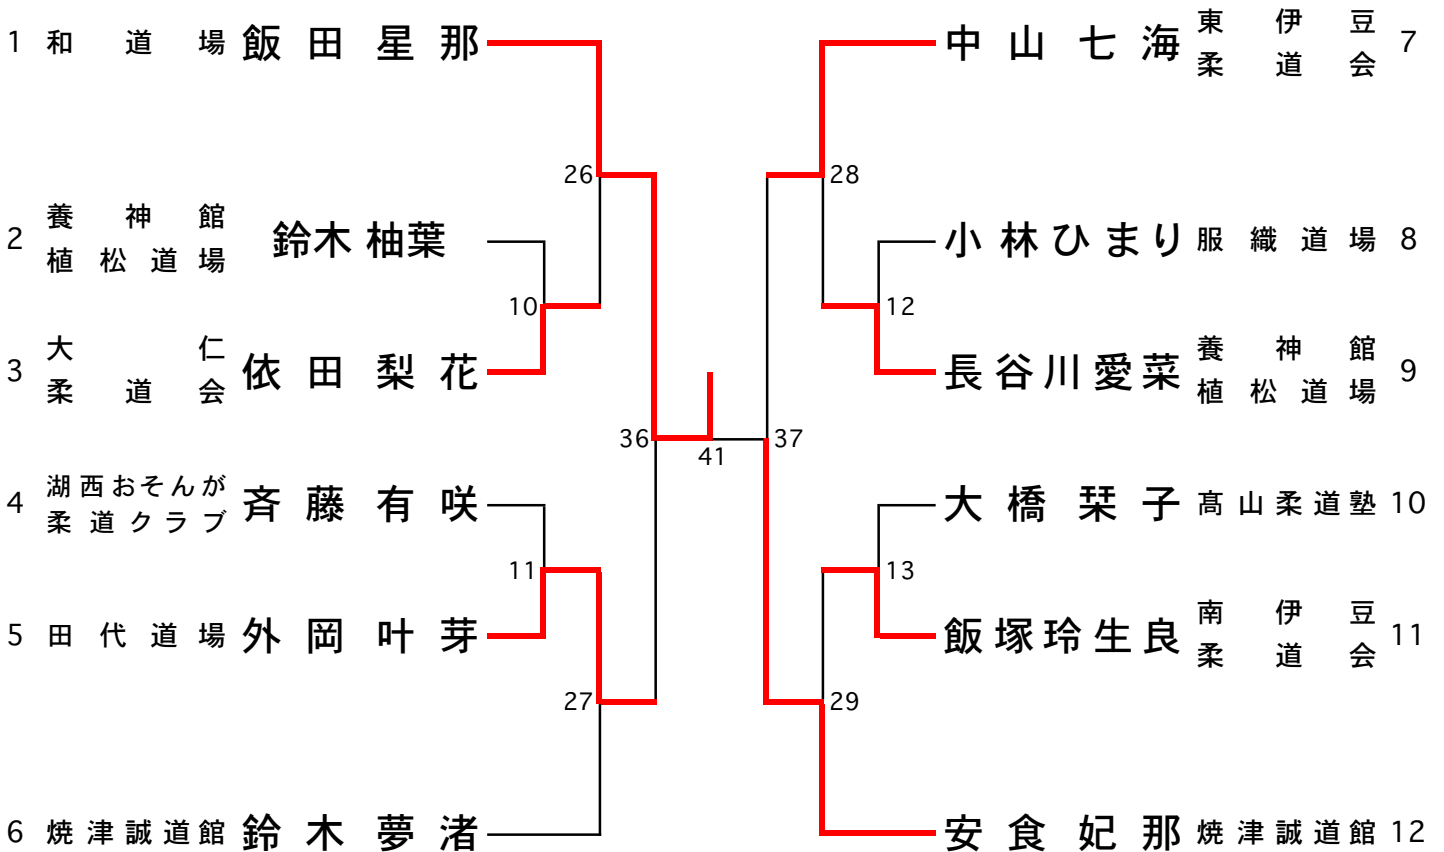 1 和道場 飯田星那
2 養神館植松道場 鈴木 柚葉
3 大仁柔道会 依田梨花
4 湖西おそんが柔道クラブ 斉藤有咲
5 田代道場 外岡叶芽
6 焼津誠道館 鈴木夢渚
26
10
36
11
27
41
28
12
37
13
29
中山七海 東伊豆柔道会 7
小林ひまり 服織道場 8
長谷川愛菜 養神館植松道場 9
大橋栞子 髙山柔道塾 10
飯塚玲生良 南伊豆柔道会 11
安食妃那 焼津誠道館 12